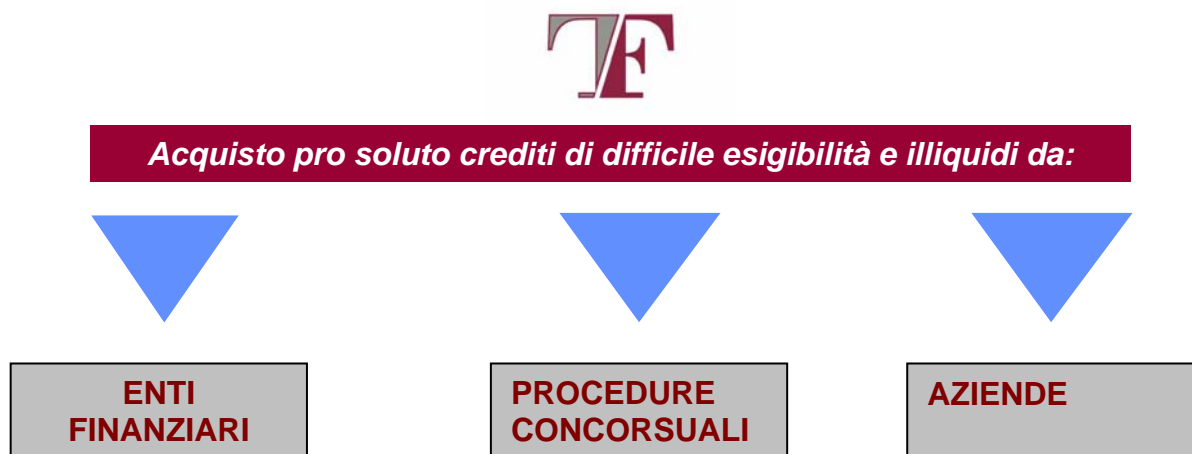 TF
Acquisto pro soluto crediti di difficile esigibilità e illiquidi da:
ENTI
FINANZIARI
PROCEDURE
CONCORSUALI
AZIENDE